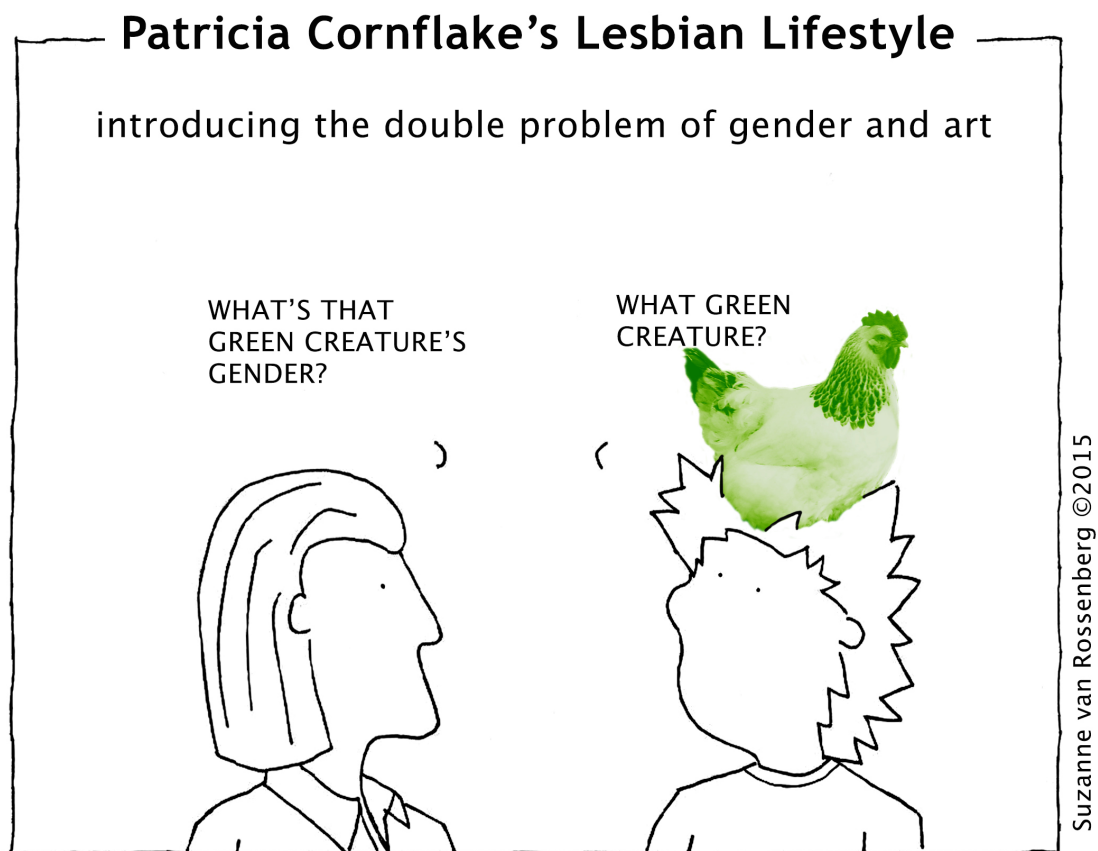 Patricia Cornflake’s Lesbian Lifestyle
introducing the double problem of gender and art
WHAT’S THAT
GREEN CREATURE’S
GENDER?
WHAT GREEN
CREATURE?
Suzanne van Rossenberg ©2015